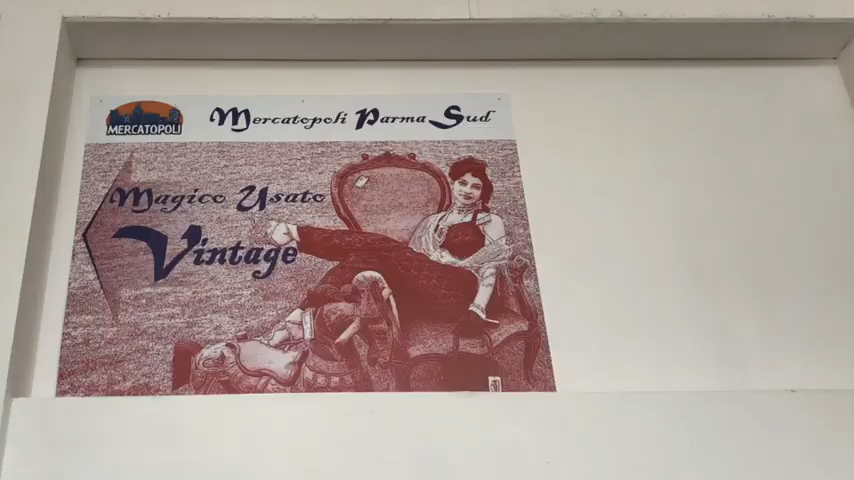 MERCATOPOLI
Mercatopoli Parma Sud
Magico Usato
Vintage